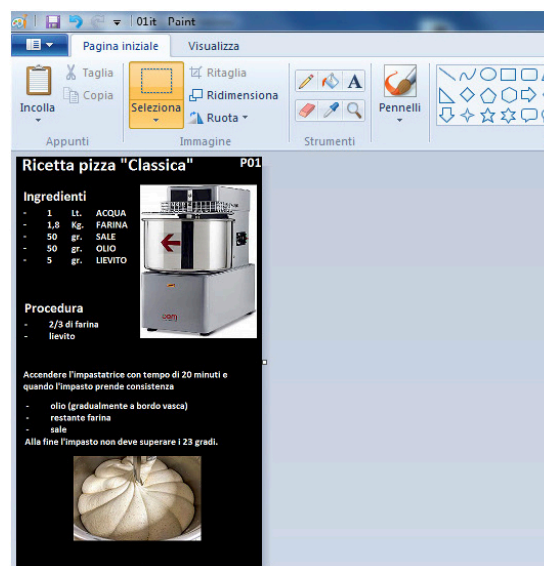 01it - Paint
Pagina iniziale
Visualizza
Incolla
Taglia
Copia
Appunti
Seleziona
Ritaglia
Ridimensiona
Ruota
Immagine
Strumenti
Pennelli
Ricetta pizza "Classica" P01
Ingredienti
- 1 Lt. ACQUA
- 1,8 Kg. FARINA
- 50 gr. SALE
- 50 gr. OLIO
- 5 gr. LIEVITO
Procedura
- 2/3 di farina
- lievito
Accendere l'impastatrice con tempo di 20 minuti e
quando l'impasto prende consistenza
- olio (gradualmente a bordo vasca)
- restante farina
- sale
Alla fine l'impasto non deve superare i 23 gradi.